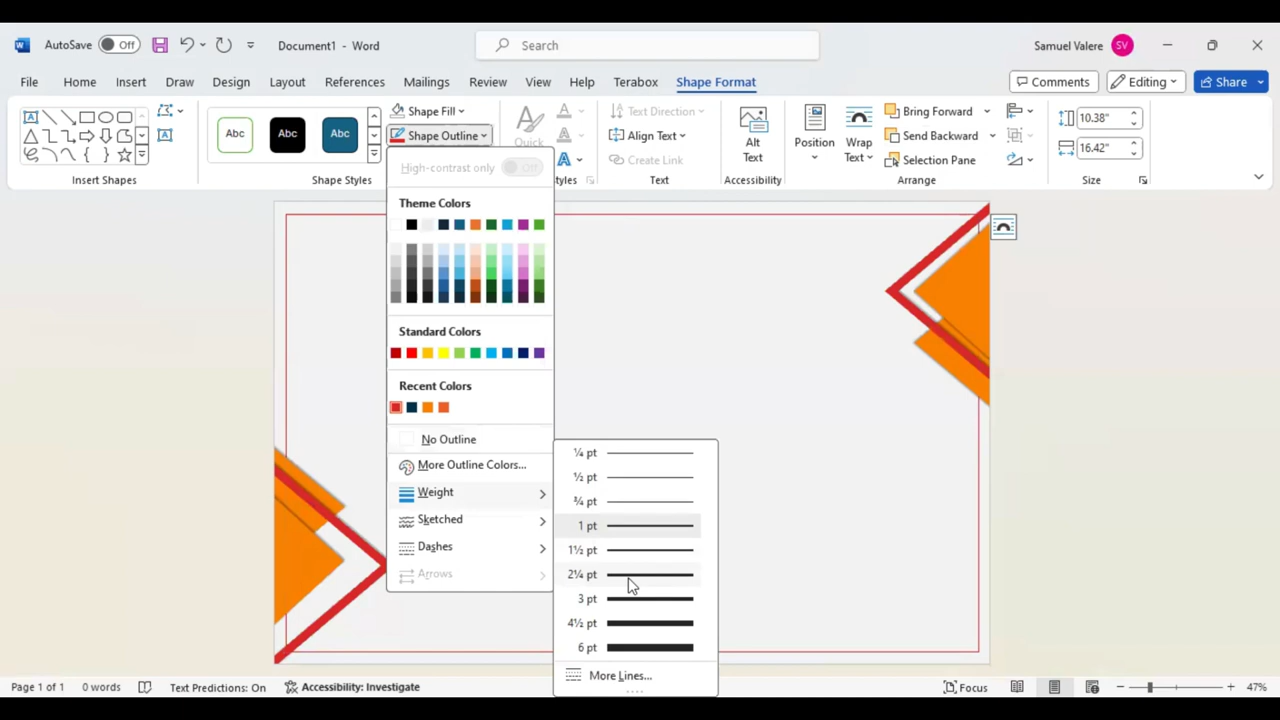 AutoSave Off Document1 - Word Search Samuel Valere SV
File Home Insert Draw Design Layout References Mailings Review View Help Terabox Shape Format Comments Editing Share
Abc Abc Abc
Shape Fill
Shape Outline
Quick
Styles
Text Direction
Align Text
Create Link
Alt
Text
Position
Wrap
Text
Bring Forward
Send Backward
Selection Pane
10.38"
16.42"
Insert Shapes Shape Styles Text Accessibility Arrange Size
High-contrast only Off
Theme Colors
Standard Colors
Recent Colors
No Outline
More Outline Colors...
Weight
Sketched
Dashes
Arrows
¼ pt
½ pt
¾ pt
1 pt
1½ pt
2¼ pt
3 pt
4½ pt
6 pt
More Lines...
Page 1 of 1 0 words Text Predictions: On Accessibility: Investigate Focus 47%